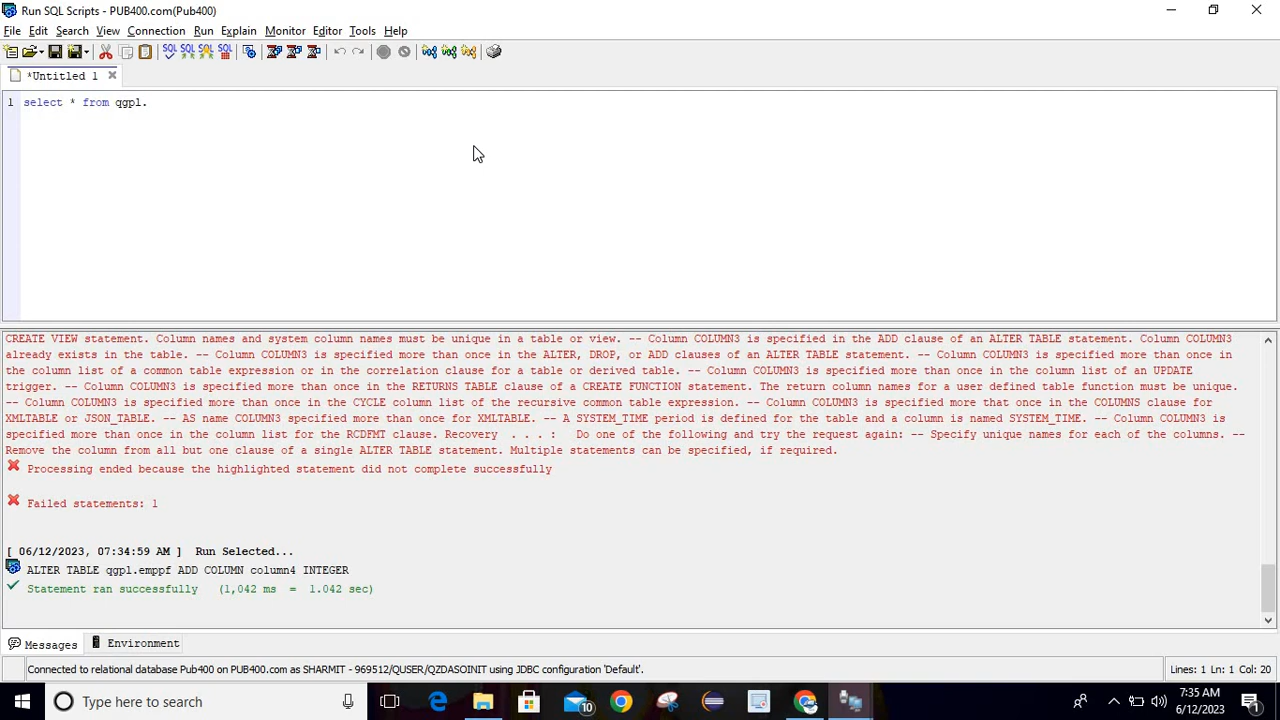 Run SQL Scripts - PUB400.com(Pub400)
File Edit Search View Connection Run Explain Monitor Editor Tools Help
SQL SQL SQL SQL
*Untitled 1
1 select * from qgpl.
CREATE VIEW statement. Column names and system column names must be unique in a table or view. -- Column COLUMN3 is specified in the ADD clause of an ALTER TABLE statement. Column COLUMN3
already exists in the table. -- Column COLUMN3 is specified more than once in the ALTER, DROP, or ADD clauses of an ALTER TABLE statement. -- Column COLUMN3 is specified more than once in
the column list of a common table expression or in the correlation clause for a table or derived table. -- Column COLUMN3 is specified more than once in the column list of an UPDATE
trigger. -- Column COLUMN3 is specified more than once in the RETURNS TABLE clause of a CREATE FUNCTION statement. The return column names for a user defined table function must be unique.
-- Column COLUMN3 is specified more than once in the CYCLE column list of the recursive common table expression. -- Column COLUMN3 is specified more that once in the COLUMNS clause for
XMLTABLE or JSON_TABLE. -- AS name COLUMN3 specified more than once for XMLTABLE. -- A SYSTEM_TIME period is defined for the table and a column is named SYSTEM_TIME. -- Column COLUMN3 is
specified more than once in the column list for the RCDFMT clause. Recovery . . . : Do one of the following and try the request again: -- Specify unique names for each of the columns. --
Remove the column from all but one clause of a single ALTER TABLE statement. Multiple statements can be specified, if required.
Processing ended because the highlighted statement did not complete successfully
Failed statements: 1
[ 06/12/2023, 07:34:59 AM ] Run Selected...
ALTER TABLE qgpl.emppf ADD COLUMN column4 INTEGER
Statement ran successfully (1,042 ms = 1.042 sec)
Messages Environment
Connected to relational database Pub400 on PUB400.com as SHARMIT - 969512/QUSER/QZDASOINIT using JDBC configuration 'Default'. Lines: 1 Ln: 1 Col: 20
Type here to search 10 7:35 AM
6/12/2023 1